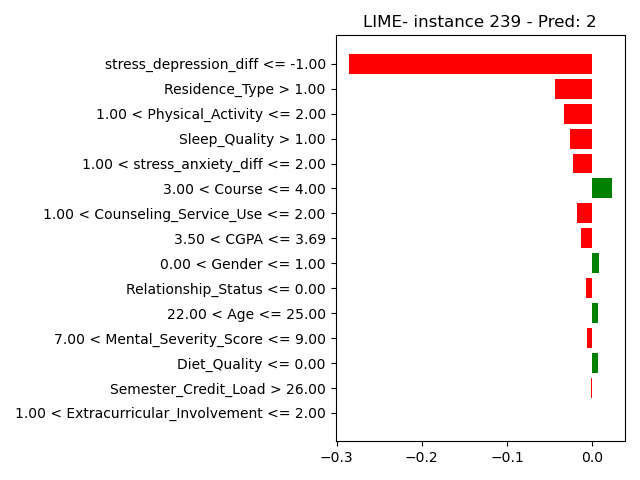 LIME- instance 239 - Pred: 2
stress_depression_diff <= -1.00
Residence_Type > 1.00
1.00 < Physical_Activity <= 2.00
Sleep_Quality > 1.00
1.00 < stress_anxiety_diff <= 2.00
3.00 < Course <= 4.00
1.00 < Counseling_Service_Use <= 2.00
3.50 < CGPA <= 3.69
0.00 < Gender <= 1.00
Relationship_Status <= 0.00
22.00 < Age <= 25.00
7.00 < Mental_Severity_Score <= 9.00
Diet_Quality <= 0.00
Semester_Credit_Load > 26.00
1.00 < Extracurricular_Involvement <= 2.00
−0.3 −0.2 −0.1 0.0